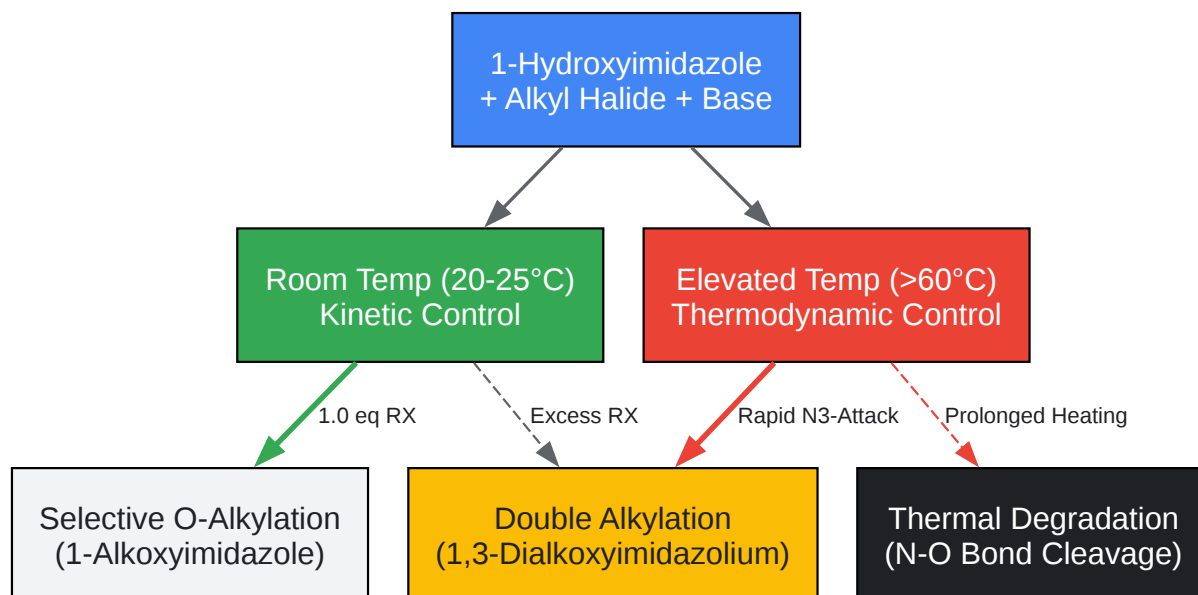 1-Hydroxyimidazole
+ Alkyl Halide + Base
Room Temp (20-25°C)
Kinetic Control
Elevated Temp (>60°C)
Thermodynamic Control
1.0 eq RX
Excess RX
Rapid N3-Attack
Prolonged Heating
Selective O-Alkylation
(1-Alkoxyimidazole)
Double Alkylation
(1,3-Dialkoxyimidazolium)
Thermal Degradation
(N-O Bond Cleavage)